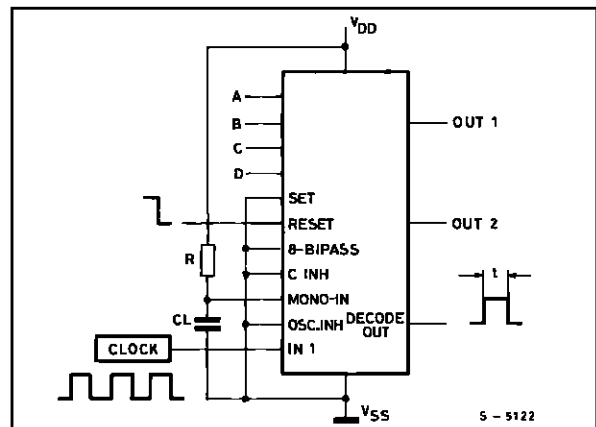 VDD
A
B
C
D
SET
RESET
8-BIPASS
C INH
MONO-IN
OSC.INH
IN 1
R
CL
CLOCK
OUT 1
OUT 2
DECODE
OUT
t
VSS
S - 5122